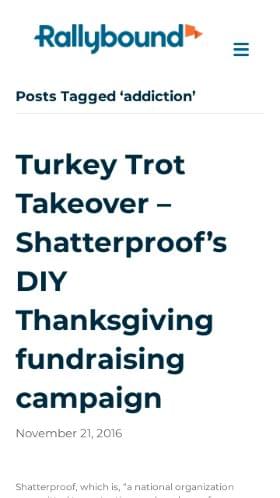 Rallybound
Posts Tagged ‘addiction’
Turkey Trot
Takeover –
Shatterproof’s
DIY
Thanksgiving
fundraising
campaign
November 21, 2016
Shatterproof, which is, “a national organization